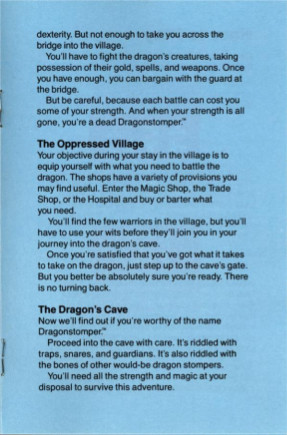 dexterity. But not enough to take you across the
bridge into the village.
You'll have to fight the dragon's creatures, taking
possession of their gold, spells, and weapons. Once
you have enough, you can bargain with the guard at
the bridge.
But be careful, because each battle can cost you
some of your strength. And when your strength is all
gone, you're a dead Dragonstomper.™
The Oppressed Village
Your objective during your stay in the village is to
equip yourself with what you need to battle the
dragon. The shops have a variety of provisions you
may find useful. Enter the Magic Shop, the Trade
Shop, or the Hospital and buy or barter what
you need.
You'll find the few warriors in the village, but you'll
have to use your wits before they'll join you in your
journey into the dragon's cave.
Once you're satisfied that you've got what it takes
to take on the dragon, just step up to the cave's gate.
But you better be absolutely sure you're ready. There
is no turning back.
The Dragon's Cave
Now we'll find out if you're worthy of the name
Dragonstomper.™
Proceed into the cave with care. It's riddled with
traps, snares, and guardians. It's also riddled with
the bones of other would-be dragon stompers.
You'll need all the strength and magic at your
disposal to survive this adventure.